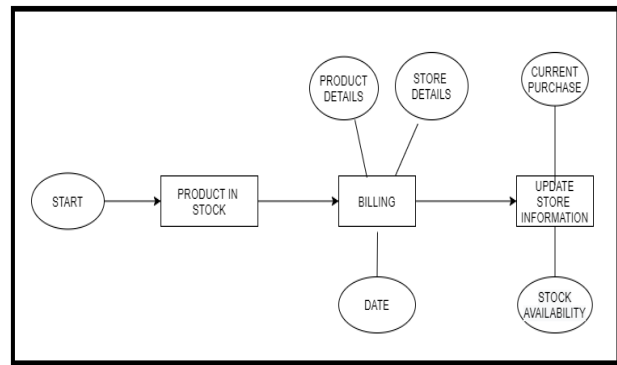 PRODUCT
DETAILS
STORE
DETAILS
CURRENT
PURCHASE
START
PRODUCT IN
STOCK
BILLING
UPDATE
STORE
INFORMATION
DATE
STOCK
AVAILABILITY